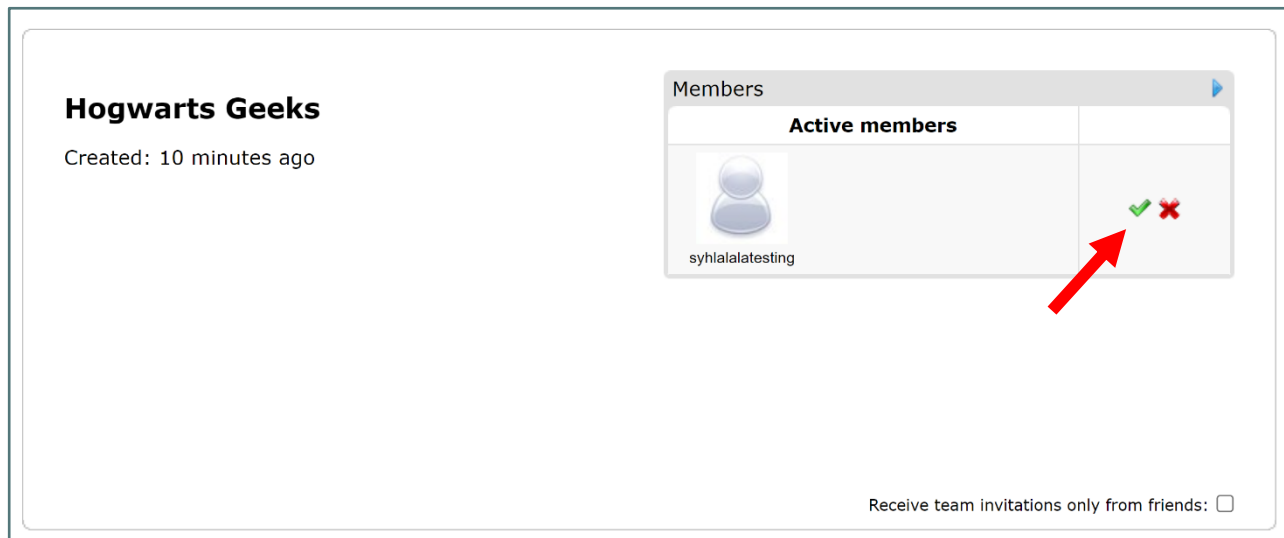 Hogwarts Geeks
Created: 10 minutes ago
Members
Active members
syhlalalatesting
Receive team invitations only from friends: